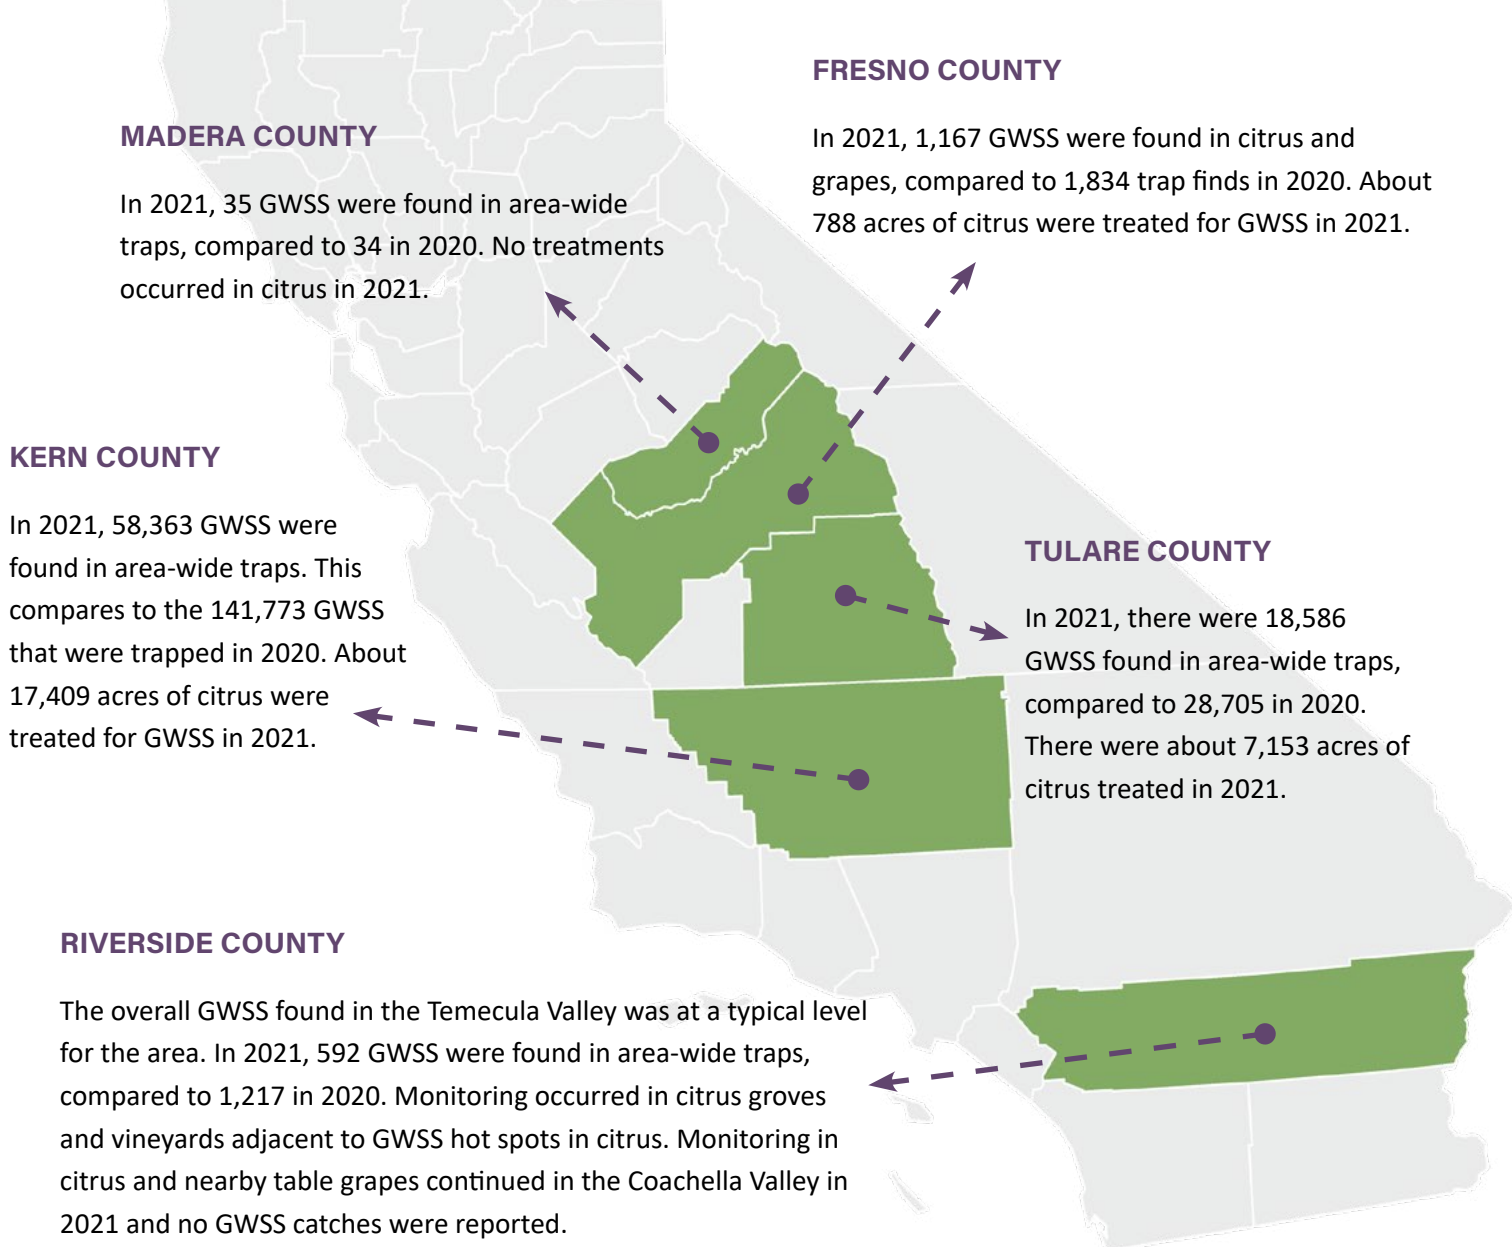 FRESNO COUNTY
In 2021, 1,167 GWSS were found in citrus and
grapes, compared to 1,834 trap finds in 2020. About
788 acres of citrus were treated for GWSS in 2021.
MADERA COUNTY
In 2021, 35 GWSS were found in area-wide
traps, compared to 34 in 2020. No treatments
occurred in citrus in 2021.
KERN COUNTY
In 2021, 58,363 GWSS were
found in area-wide traps. This
compares to the 141,773 GWSS
that were trapped in 2020. About
17,409 acres of citrus were
treated for GWSS in 2021.
TULARE COUNTY
In 2021, there were 18,586
GWSS found in area-wide traps,
compared to 28,705 in 2020.
There were about 7,153 acres of
citrus treated in 2021.
RIVERSIDE COUNTY
The overall GWSS found in the Temecula Valley was at a typical level
for the area. In 2021, 592 GWSS were found in area-wide traps,
compared to 1,217 in 2020. Monitoring occurred in citrus groves
and vineyards adjacent to GWSS hot spots in citrus. Monitoring in
citrus and nearby table grapes continued in the Coachella Valley in
2021 and no GWSS catches were reported.